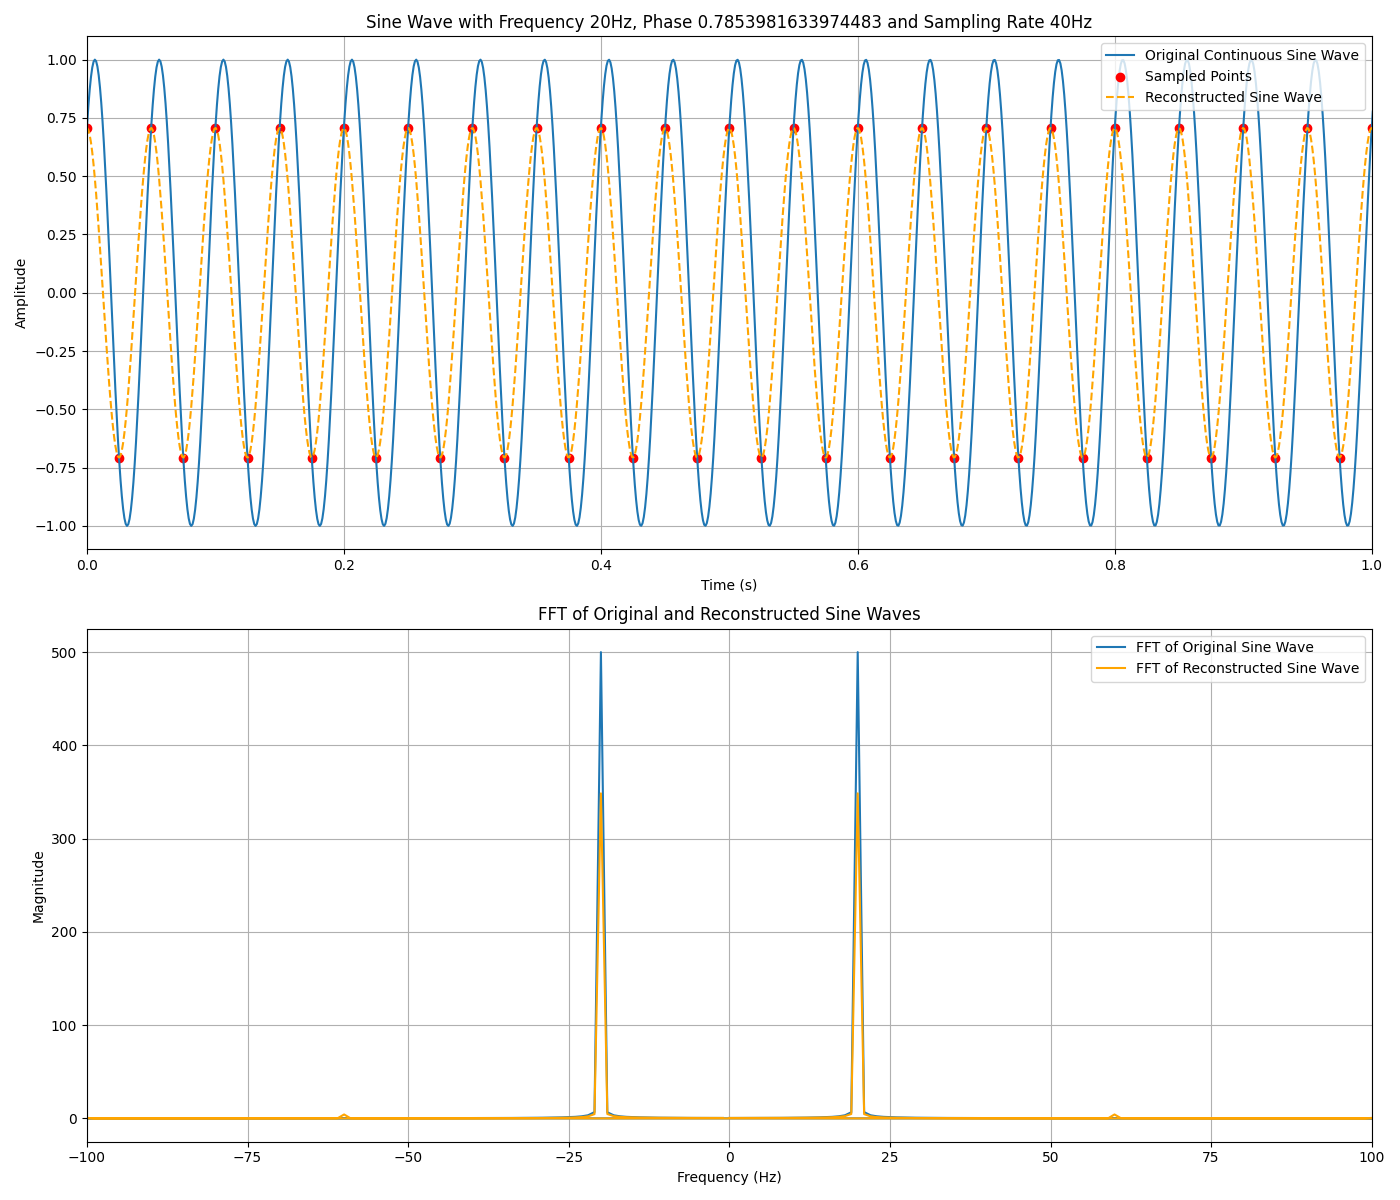 Sine Wave with Frequency 20Hz, Phase 0.7853981633974483 and Sampling Rate 40Hz
Original Continuous Sine Wave
Sampled Points
Reconstructed Sine Wave
1.00
0.75
0.50
0.25
0.00
−0.25
−0.50
−0.75
−1.00
Amplitude
0.0 0.2 0.4 0.6 0.8 1.0
Time (s)
FFT of Original and Reconstructed Sine Waves
FFT of Original Sine Wave
FFT of Reconstructed Sine Wave
500
400
300
200
100
0
Magnitude
−100 −75 −50 −25 0 25 50 75 100
Frequency (Hz)